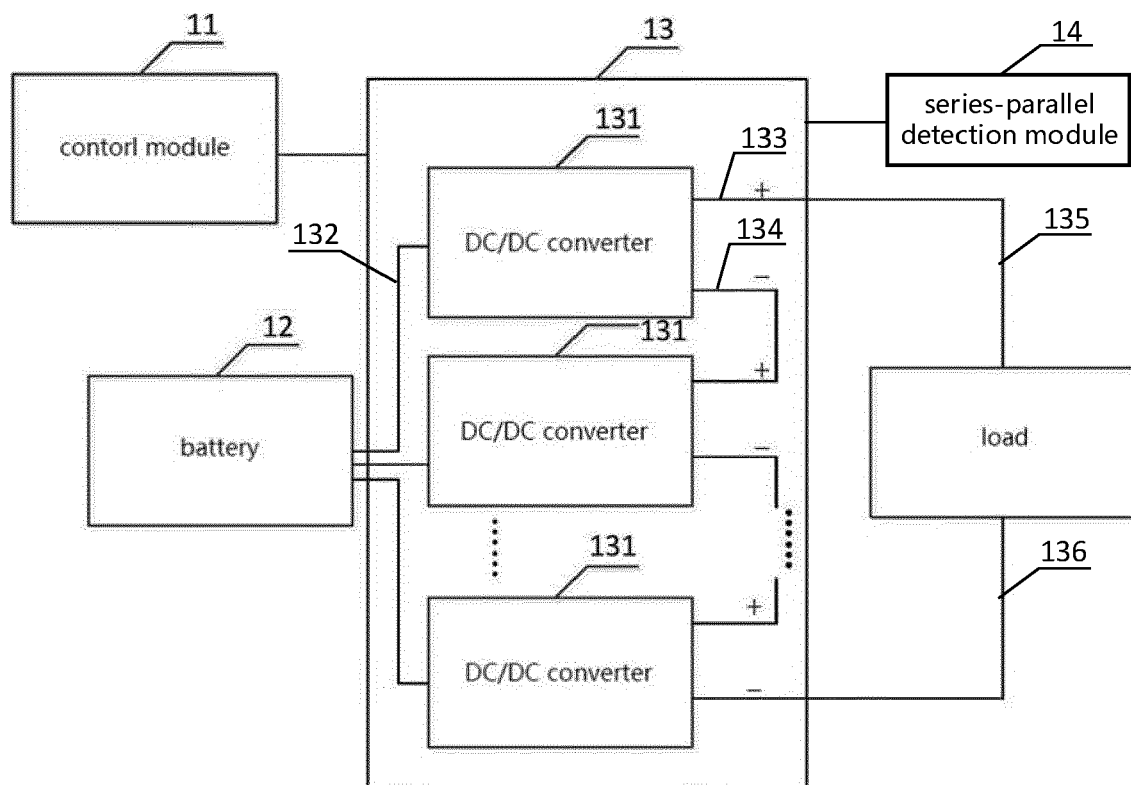 11
13
14
131
series-parallel
detection module
contorl module
133
+
132
DC/DC converter
134
135
−
12
131
+
battery
DC/DC converter
load
−
131
136
+
DC/DC converter
−